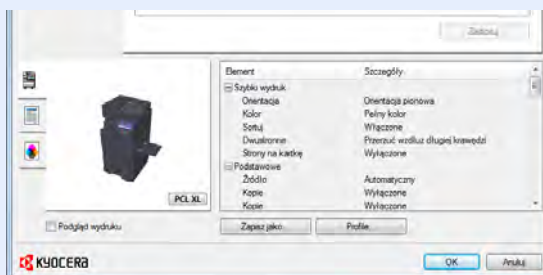 Zastosuj
Element Szczegóły
Szybki wydruk
Orientacja Orientacja pionowa
Kolor Pełny kolor
Sortuj Włączone
Dwustronne Przerzuć wzdłuż długiej krawędzi
Strony na kartkę Wyłączone
Podstawowe
Źródło Automatyczny
Kopie Wyłączone
Kopie Wyłączone
PCL XL
Podgląd wydruku Zapisz jako... Profile...
KYOCERA OK Anuluj